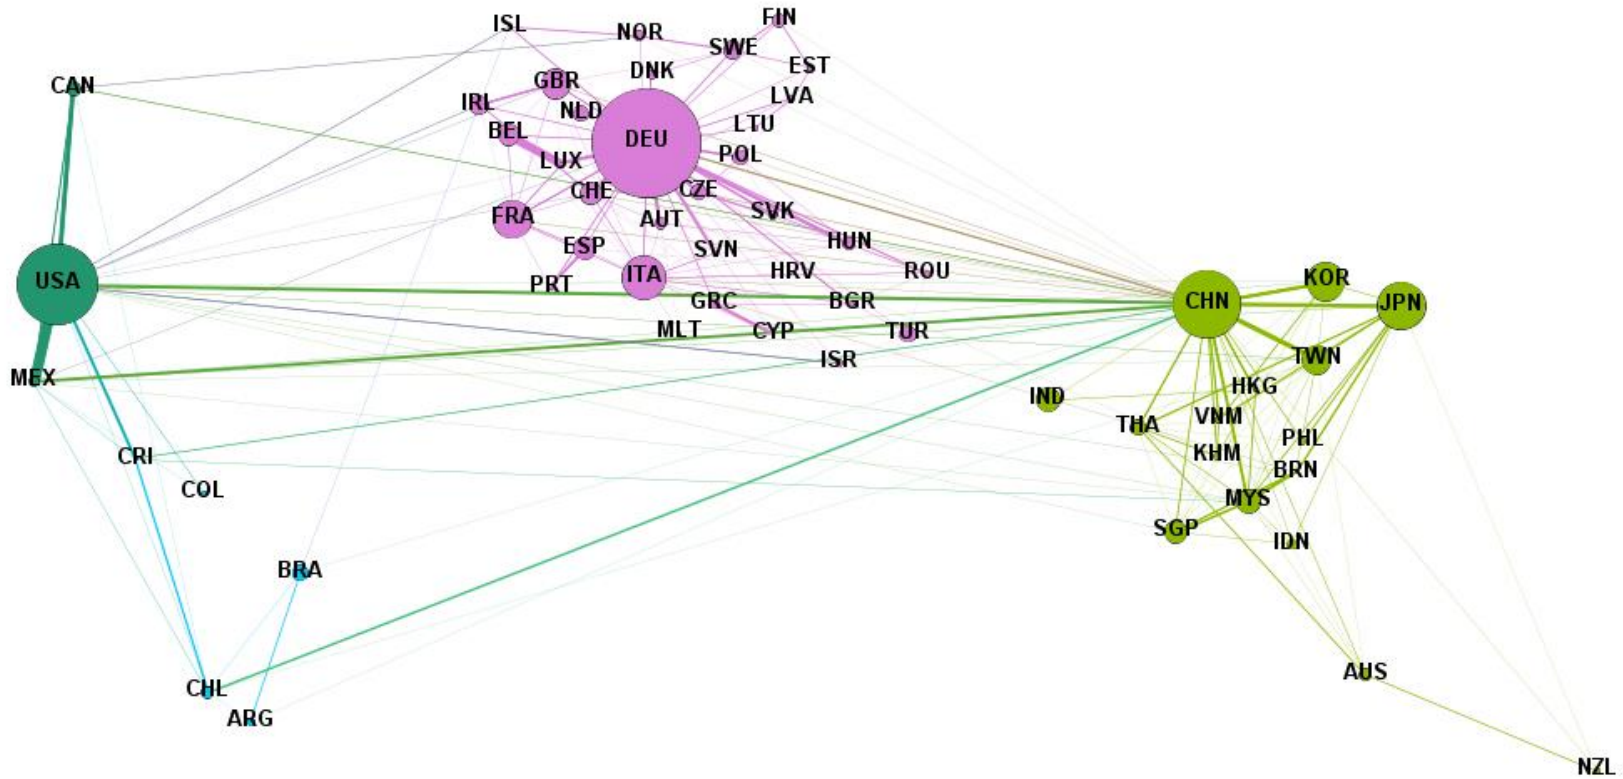 FIN
ISL
NOR
SWE
EST
DNK
CAN
GBR
LVA
IRL
NLD
LTU
BEL
DEU
POL
LUX
CHE
CZE
SVK
FRA
AUT
HUN
ESP
SVN
ITA
HRV
ROU
USA
PRT
KOR
GRC
BGR
CHN
JPN
MLT
CYP
TUR
ISR
TWN
MEX
HKG
IND
VNM
THA
PHL
KHM
CRI
BRN
COL
MYS
SGP
IDN
BRA
AUS
CHL
ARG
NZL